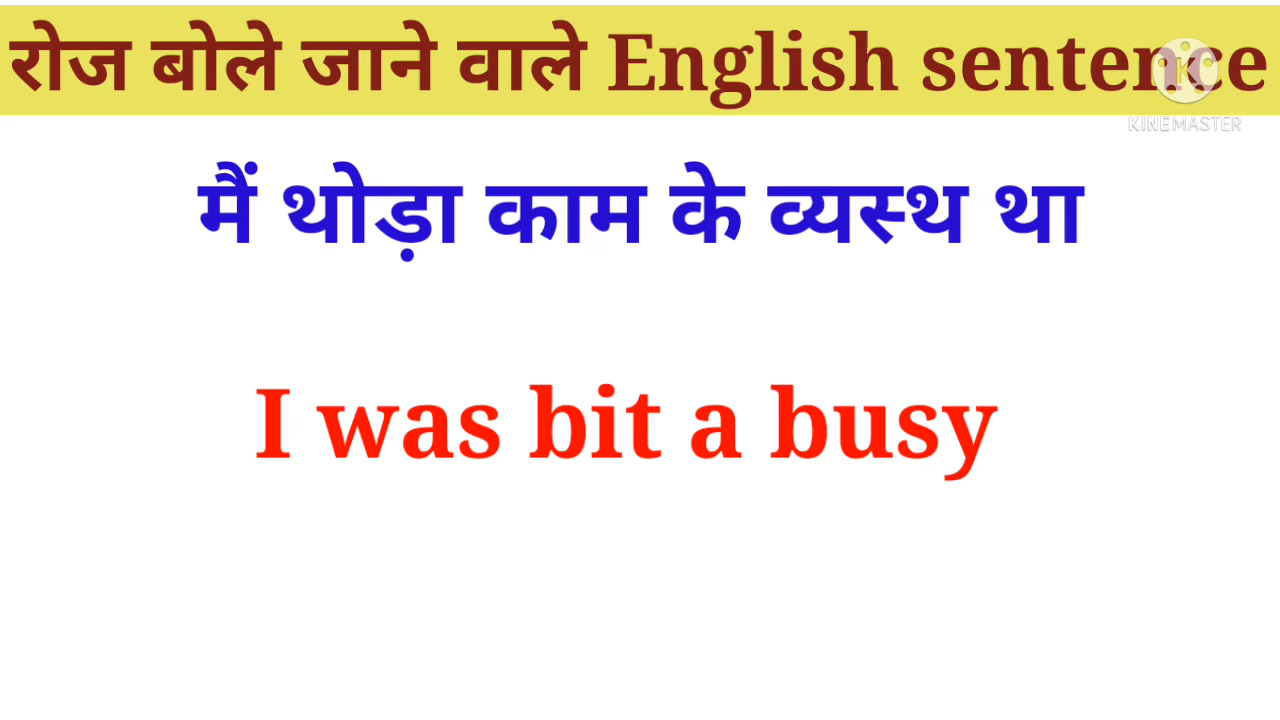 रोज बोले जाने वाले English sentence
KINEMASTER
मैं थोड़ा काम के व्यस्थ था
I was bit a busy